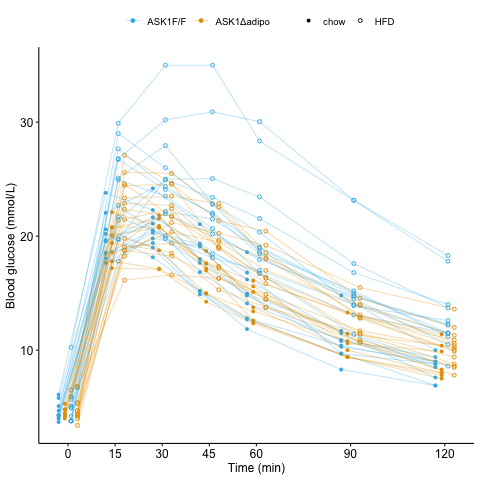 ASK1F/F ASK1Δadipo chow HFD
Blood glucose (mmol/L)
30
20
10
0 15 30 45 60 90 120
Time (min)